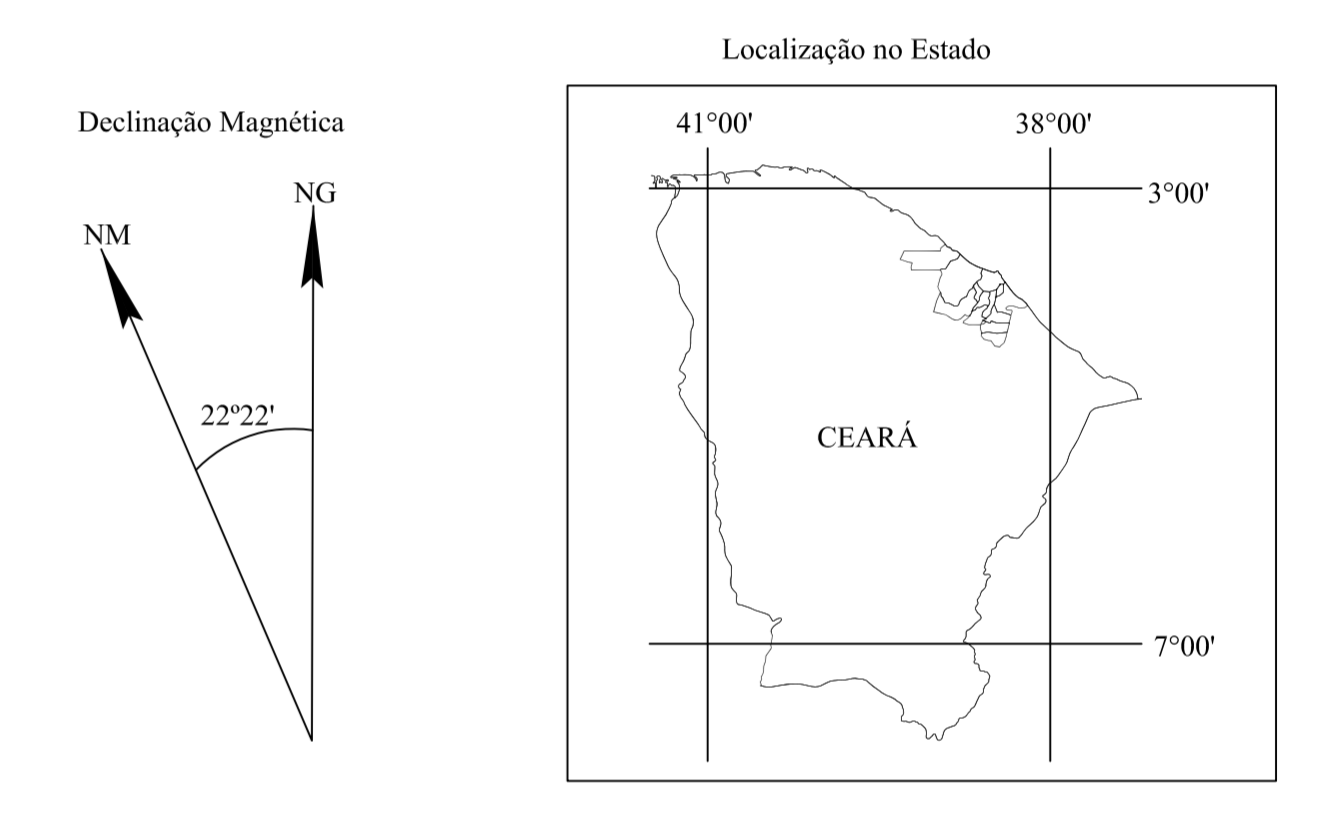 Declinação Magnética
NG
NM
22º22'
Localização no Estado
41°00'
38°00'
3°00'
CEARÁ
7°00'